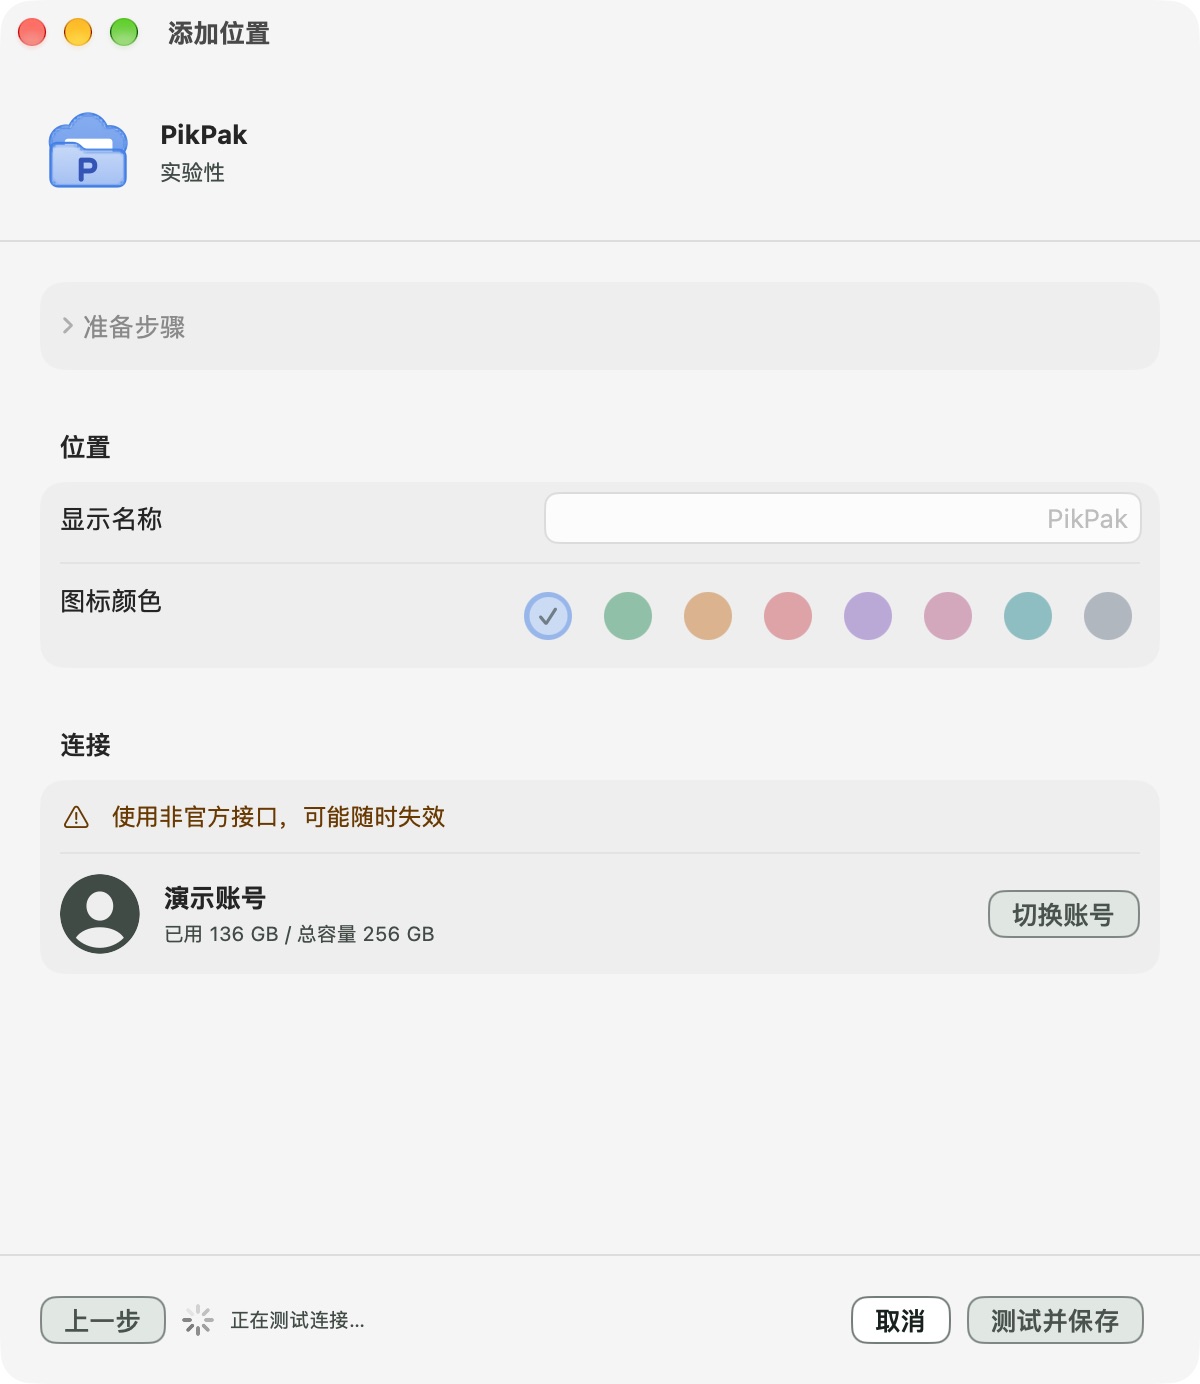 添加位置
P
PikPak
实验性
准备步骤
位置
显示名称
PikPak
图标颜色
连接
使用非官方接口，可能随时失效
演示账号
已用 136 GB / 总容量 256 GB
切换账号
上一步
正在测试连接...
取消
测试并保存